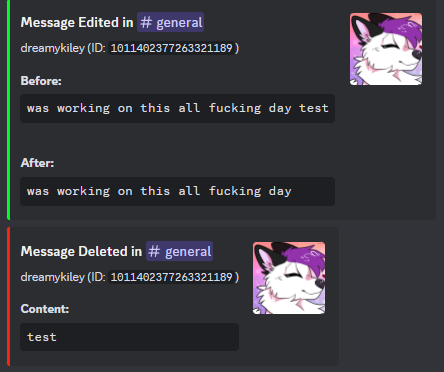 Message Edited in # general
dreamykiley (ID: 1011402377263321189)
Before:
was working on this all fucking day test
After:
was working on this all fucking day
Message Deleted in # general
dreamykiley (ID: 1011402377263321189)
Content:
test